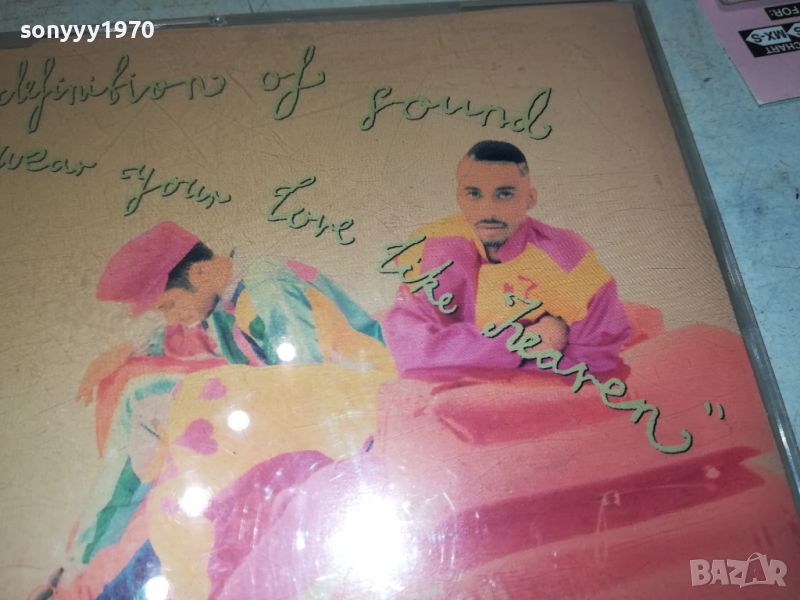 sonyyy1970
definition of sound
wear your love like heaven"
CHART
MX-S
FOR:
BAZAR